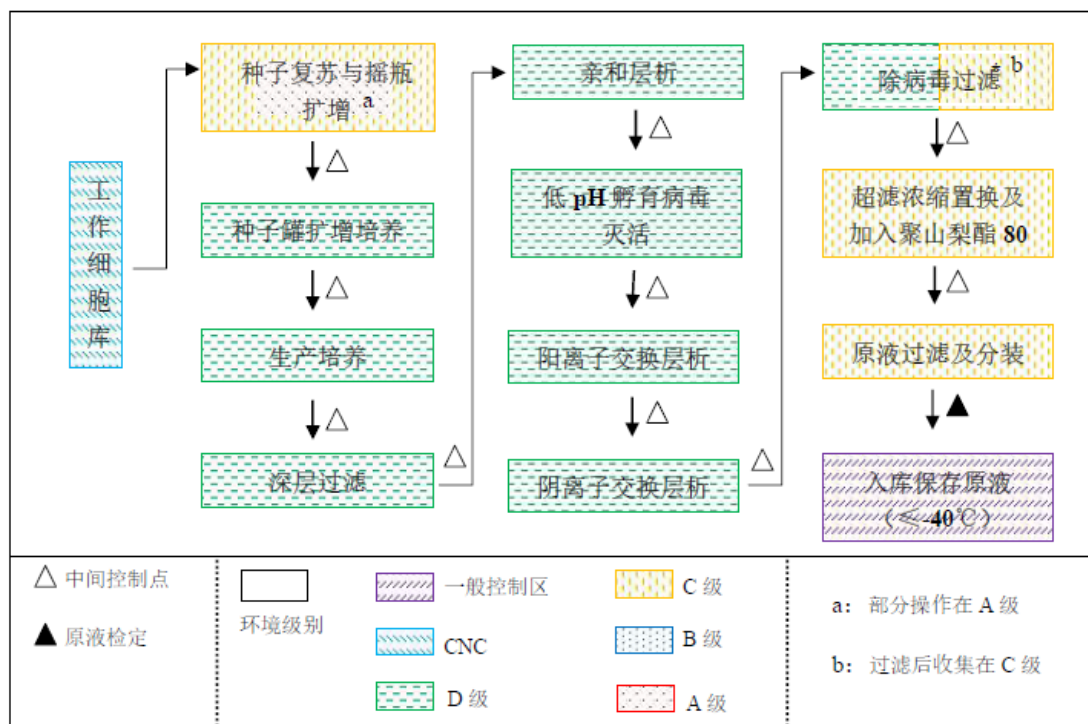 工
作
细
胞
库
种子复苏与摇瓶
扩增 a
种子罐扩增培养
生产培养
深层过滤
亲和层析
低 pH 孵育病毒
灭活
阳离子交换层析
阴离子交换层析
除病毒过滤 b
超滤浓缩置换及
加入聚山梨酯 80
原液过滤及分装
入库保存原液
(≤-40℃)
△ 中间控制点
▲ 原液检定
环境级别
一般控制区
CNC
D 级
C 级
B 级
A 级
a: 部分操作在 A 级
b: 过滤后收集在 C 级